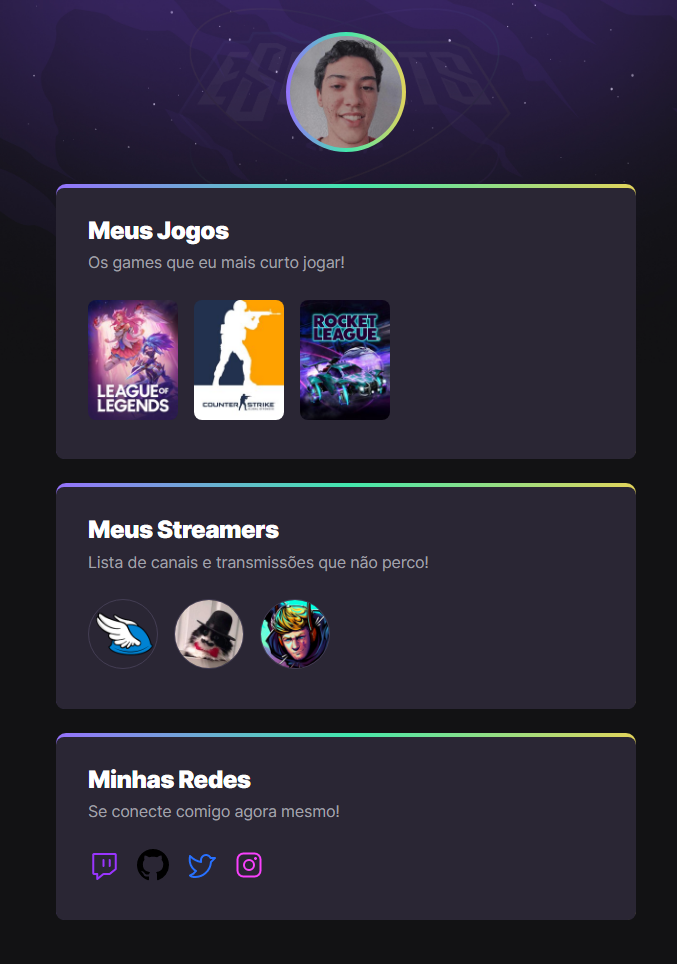 ESPORTS
Meus Jogos
Os games que eu mais curto jogar!
LEAGUE OF
LEGENDS
COUNTER STRIKE
ROCKET
LEAGUE
Meus Streamers
Lista de canais e transmissões que não perco!
Minhas Redes
Se conecte comigo agora mesmo!